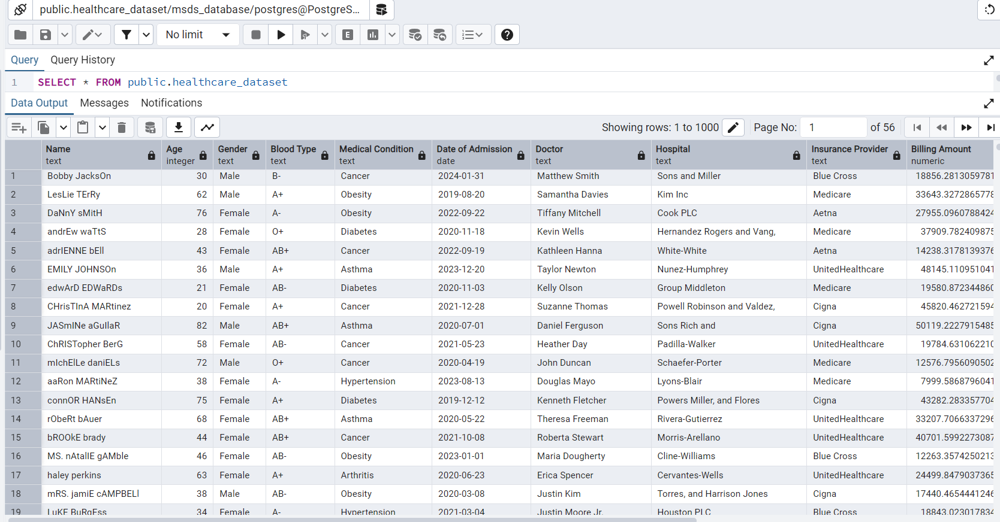 public.healthcare_dataset/msds_database/postgres@PostgreS...
No limit
E
Query Query History
1 SELECT * FROM public.healthcare_dataset
Data Output Messages Notifications
Showing rows: 1 to 1000 Page No: 1 of 56
Name Age Gender Blood Type Medical Condition Date of Admission Doctor Hospital Insurance Provider Billing Amount
text integer text text text date text text text numeric
1 Bobby JacksOn 30 Male B- Cancer 2024-01-31 Matthew Smith Sons and Miller Blue Cross 18856.2813059781
2 LesLie TErRy 62 Male A+ Obesity 2019-08-20 Samantha Davies Kim Inc Medicare 33643.3272865778
3 DaNnY sMitH 76 Female A- Obesity 2022-09-22 Tiffany Mitchell Cook PLC Aetna 27955.0960788424
4 andrEw waTtS 28 Female O+ Diabetes 2020-11-18 Kevin Wells Hernandez Rogers and Vang, Medicare 37909.782409875
5 adrIENNE bEll 43 Female AB+ Cancer 2022-09-19 Kathleen Hanna White-White Aetna 14238.3178139376
6 EMILY JOHNSOn 36 Male A+ Asthma 2023-12-20 Taylor Newton Nunez-Humphrey UnitedHealthcare 48145.110951041
7 edwArD EDWaRDs 21 Female AB- Diabetes 2020-11-03 Kelly Olson Group Middleton Medicare 19580.872344860
8 CHrisTInA MARtinez 20 Female A+ Cancer 2021-12-28 Suzanne Thomas Powell Robinson and Valdez, Cigna 45820.462721594
9 JASmINe aGuIlaR 82 Male AB+ Asthma 2020-07-01 Daniel Ferguson Sons Rich and Cigna 50119.2227915485
10 ChRISTopher BerG 58 Female AB- Cancer 2021-05-23 Heather Day Padilla-Walker UnitedHealthcare 19784.631062210
11 mIchElLe daniELs 72 Male O+ Cancer 2020-04-19 John Duncan Schaefer-Porter Medicare 12576.7956090502
12 aaRon MARtiNeZ 38 Female A- Hypertension 2023-08-13 Douglas Mayo Lyons-Blair Medicare 7999.5868796041
13 connOR HANsEn 75 Female A+ Diabetes 2019-12-12 Kenneth Fletcher Powers Miller, and Flores Cigna 43282.283357704
14 rObeRt bAuer 68 Female AB+ Asthma 2020-05-22 Theresa Freeman Rivera-Gutierrez UnitedHealthcare 33207.7066337296
15 bROOkE brady 44 Female AB+ Cancer 2021-10-08 Roberta Stewart Morris-Arellano UnitedHealthcare 40701.5992273087
16 MS. nAtalIE gAMble 46 Female AB- Obesity 2023-01-01 Maria Dougherty Cline-Williams Blue Cross 12263.3574250213
17 haley perkins 63 Female A+ Arthritis 2020-06-23 Erica Spencer Cervantes-Wells UnitedHealthcare 24499.8479037365
18 mRS. jamiE cAMPBELl 38 Male AB- Obesity 2020-03-08 Justin Kim Torres, and Harrison Jones Cigna 17440.4654441246
19 LuKE BuRgEss 34 Female A- Hypertension 2021-03-04 Justin Moore Jr. Houston PLC Blue Cross 18843.023017834